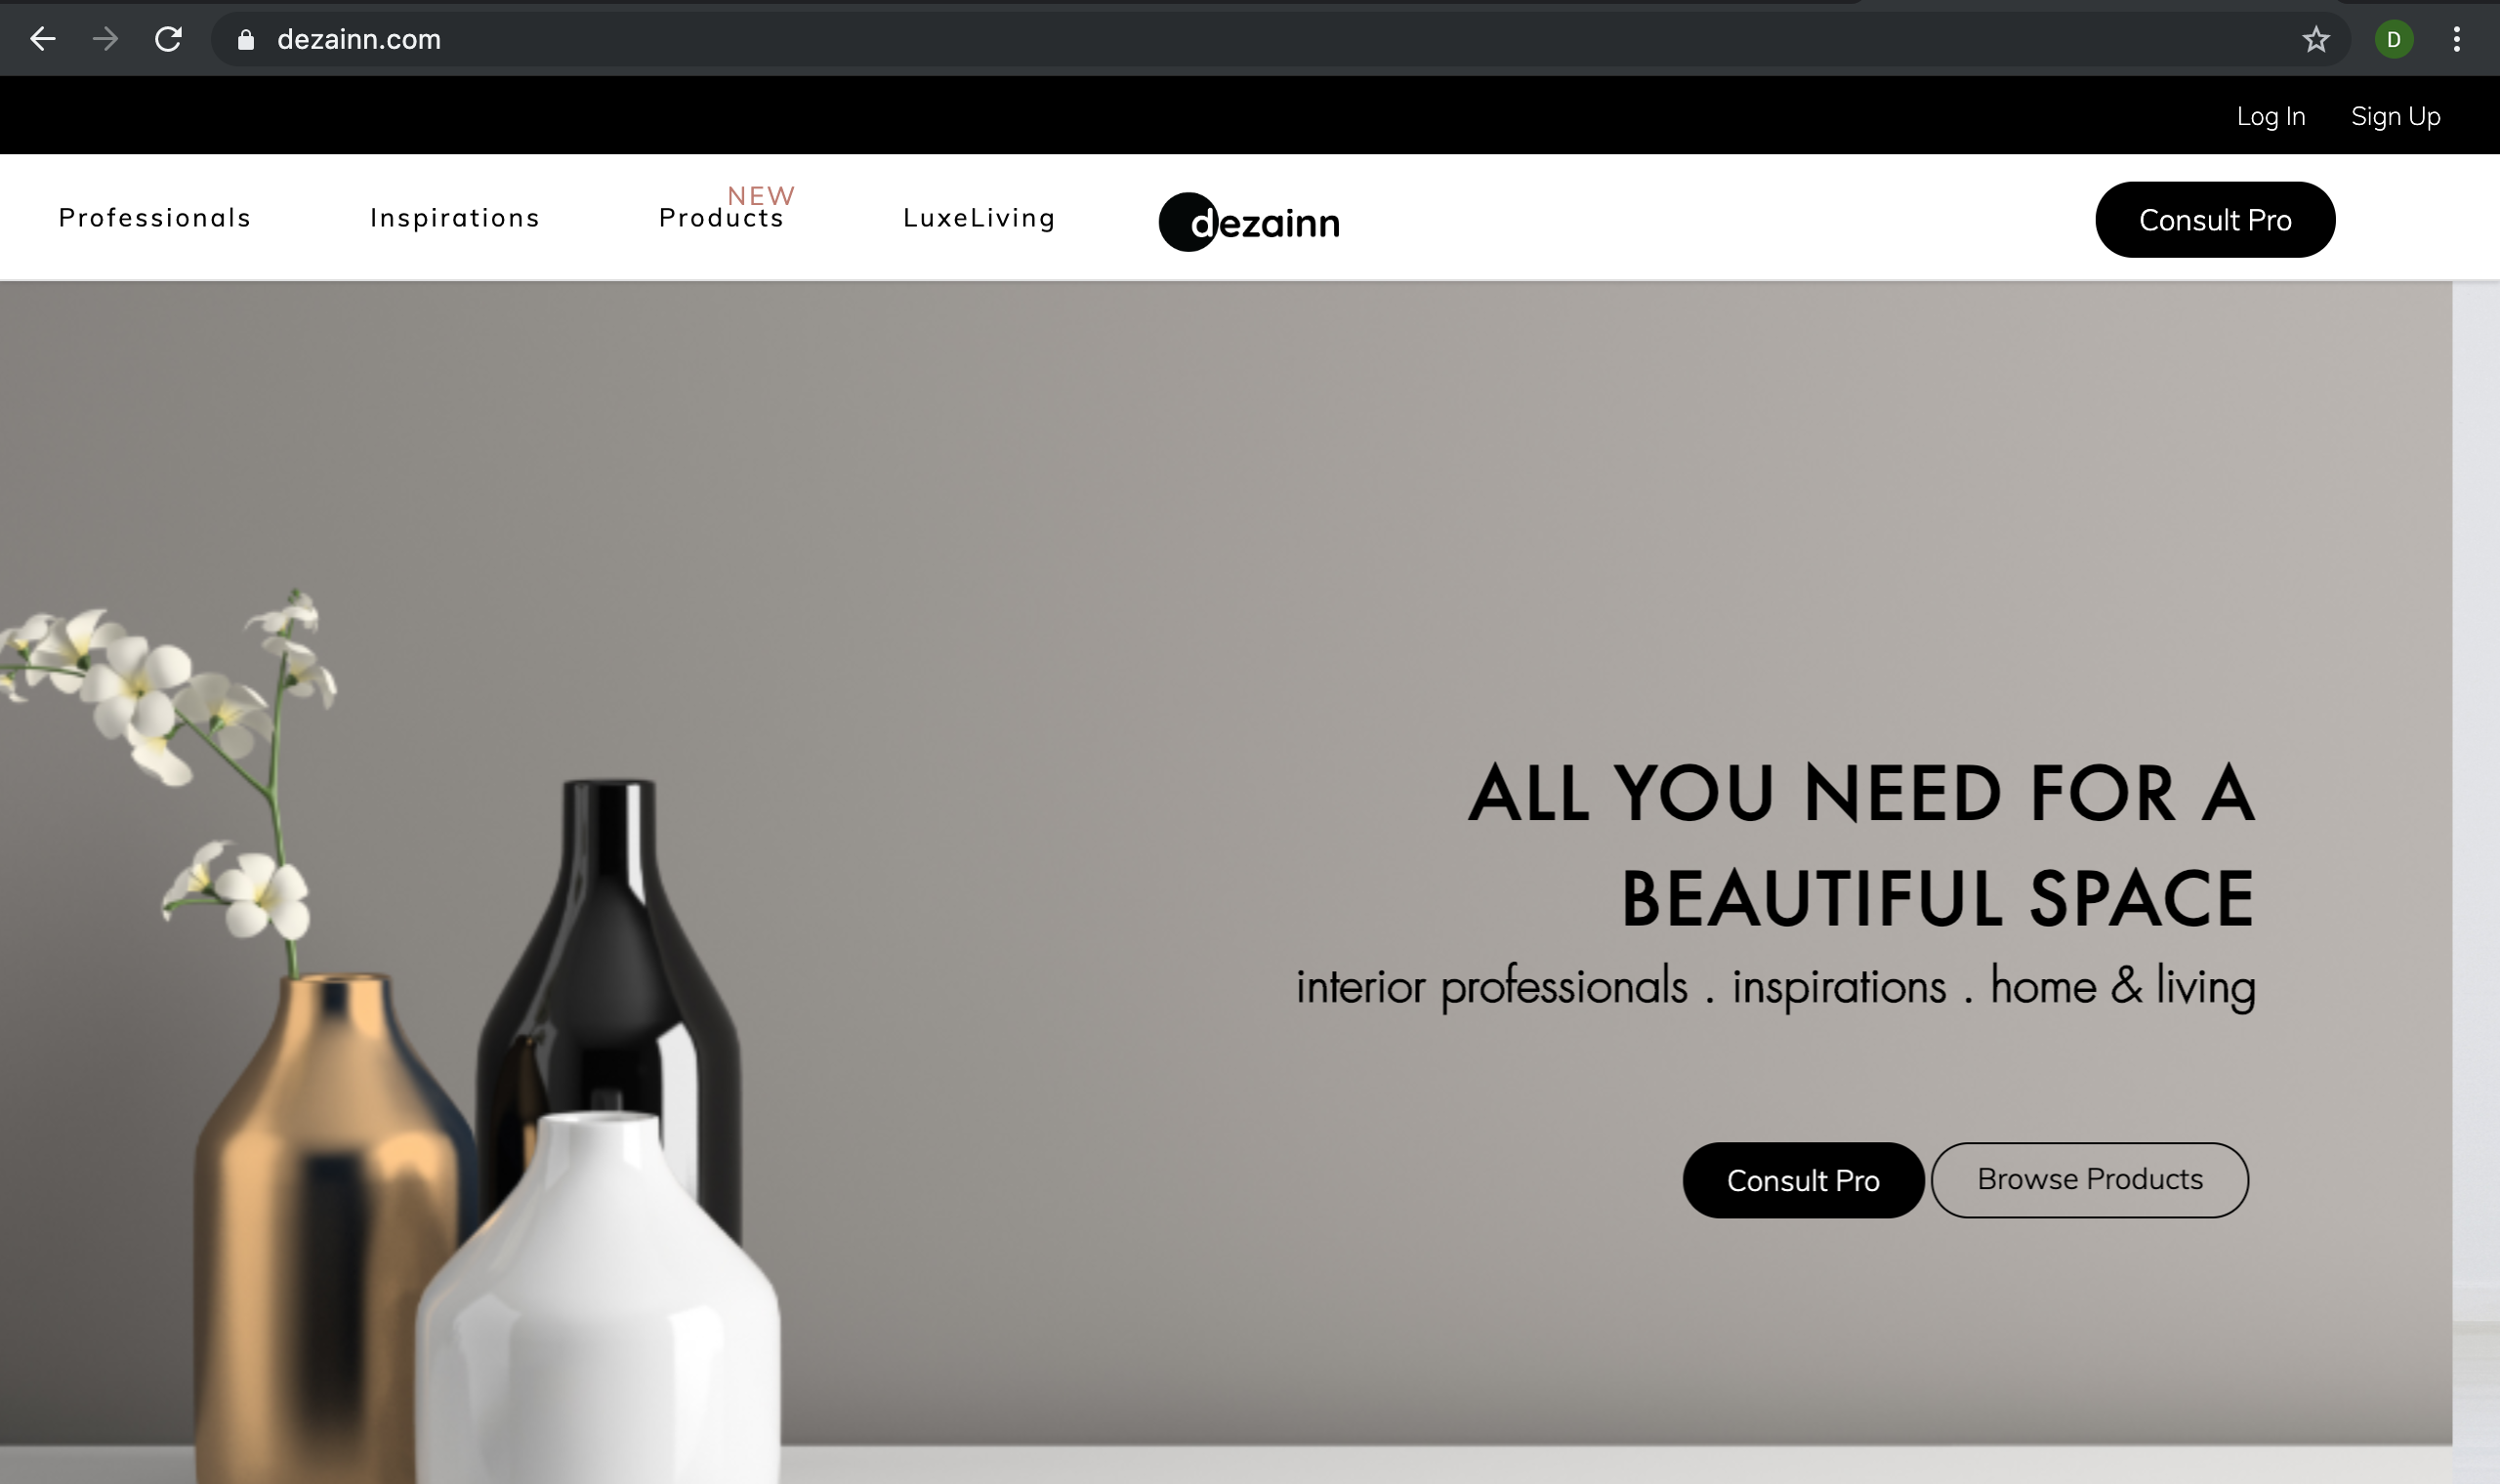 dezainn.com
D
Log In Sign Up
NEW
Professionals Inspirations Products LuxeLiving dezainn Consult Pro
ALL YOU NEED FOR A
BEAUTIFUL SPACE
interior professionals . inspirations . home & living
Consult Pro Browse Products